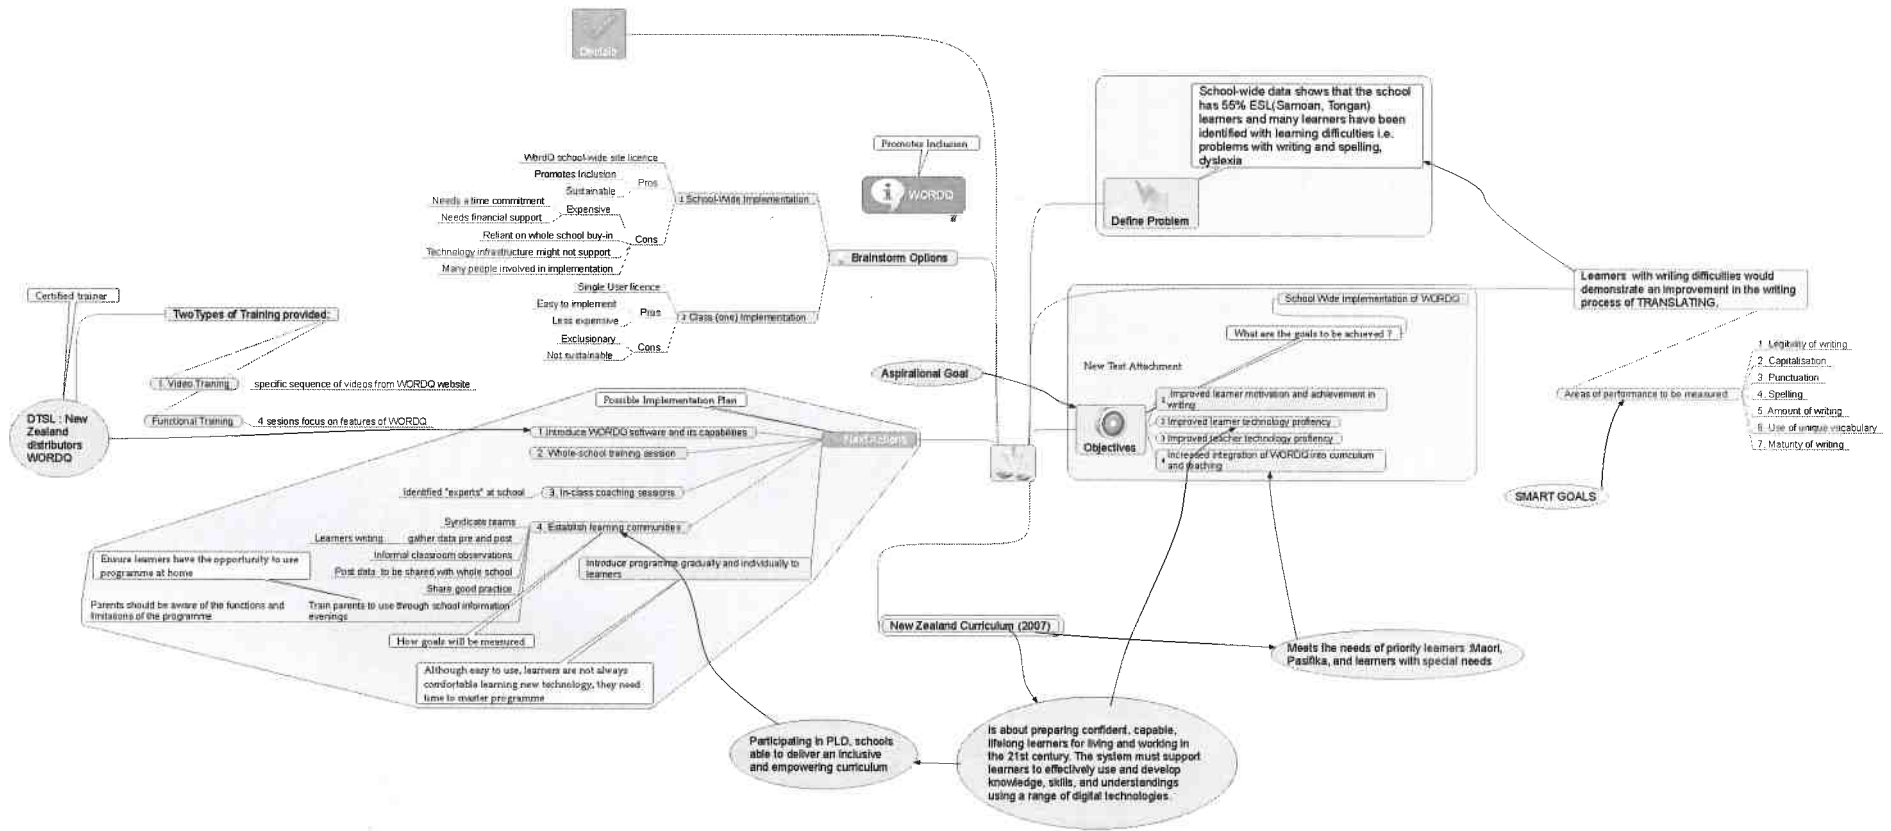 Decide
School-wide data shows that the school
has 55% ESL(Samoan, Tongan)
learners and many learners have been
identified with learning difficulties i.e.
problems with writing and spelling,
dyslexia
Define Problem
Promotes Inclusion
WORDQ
WordQ school-wide site licence
Promotes Inclusion
Sustainable
Pros
Needs a time commitment
Needs financial support
Expensive
Reliant on whole school buy-in
Technology infrastructure might not support
Many people involved in implementation
Cons
1 School-Wide Implementation
Brainstorm Options
Single User licence
Easy to implement
Less expensive
Pros
Exclusionary
Not sustainable
Cons
2 Class (one) Implementation
Learners with writing difficulties would
demonstrate an improvement in the writing
process of TRANSLATING.
Certified trainer
Two Types of Training provided:
1. Video Training
specific sequence of videos from WORDQ website
Functional Training
4 sesions focus on features of WORDQ
DTSL : New
Zealand
distributors
WORDQ
School Wide Implementation of WORDQ
What are the goals to be achieved ?
New Text Attachment
Aspirational Goal
Objectives
1 Improved learner motivation and achievement in
writing
2 Improved learner technology profiency
3 Improved teacher technology profiency
4 Increased integration of WORDQ into curriculum
and teaching
Areas of performance to be measured
1 Legibility of writing
2 Capitalisation
3 Punctuation
4. Spelling
5 Amount of writing
6 Use of unique vocabulary
7. Maturity of writing
SMART GOALS
Possible Implementation Plan
Next Actions
1 Introduce WORDQ software and its capabilities
2. Whole-school training session
3. In-class coaching sessions
Identified "experts" at school
4. Establish learning communities
Syndicate teams
Learners writing
gather data pre and post
Informal classroom observations
Post data to be shared with whole school
Share good practice
Train parents to use through school information
evenings
Ensure learners have the opportunity to use
programme at home
Parents should be aware of the functions and
limitations of the programme
Introduce programme gradually and individually to
learners
How goals will be measured
Although easy to use, learners are not always
comfortable learning new technology, they need
time to master programme
New Zealand Curriculum (2007)
Meets the needs of priority learners :Maori,
Pasifika, and learners with special needs
Is about preparing confident, capable,
lifelong learners for living and working in
the 21st century. The system must support
learners to effectively use and develop
knowledge, skills, and understandings
using a range of digital technologies.
Participating in PLD, schools
able to deliver an inclusive
and empowering curriculum